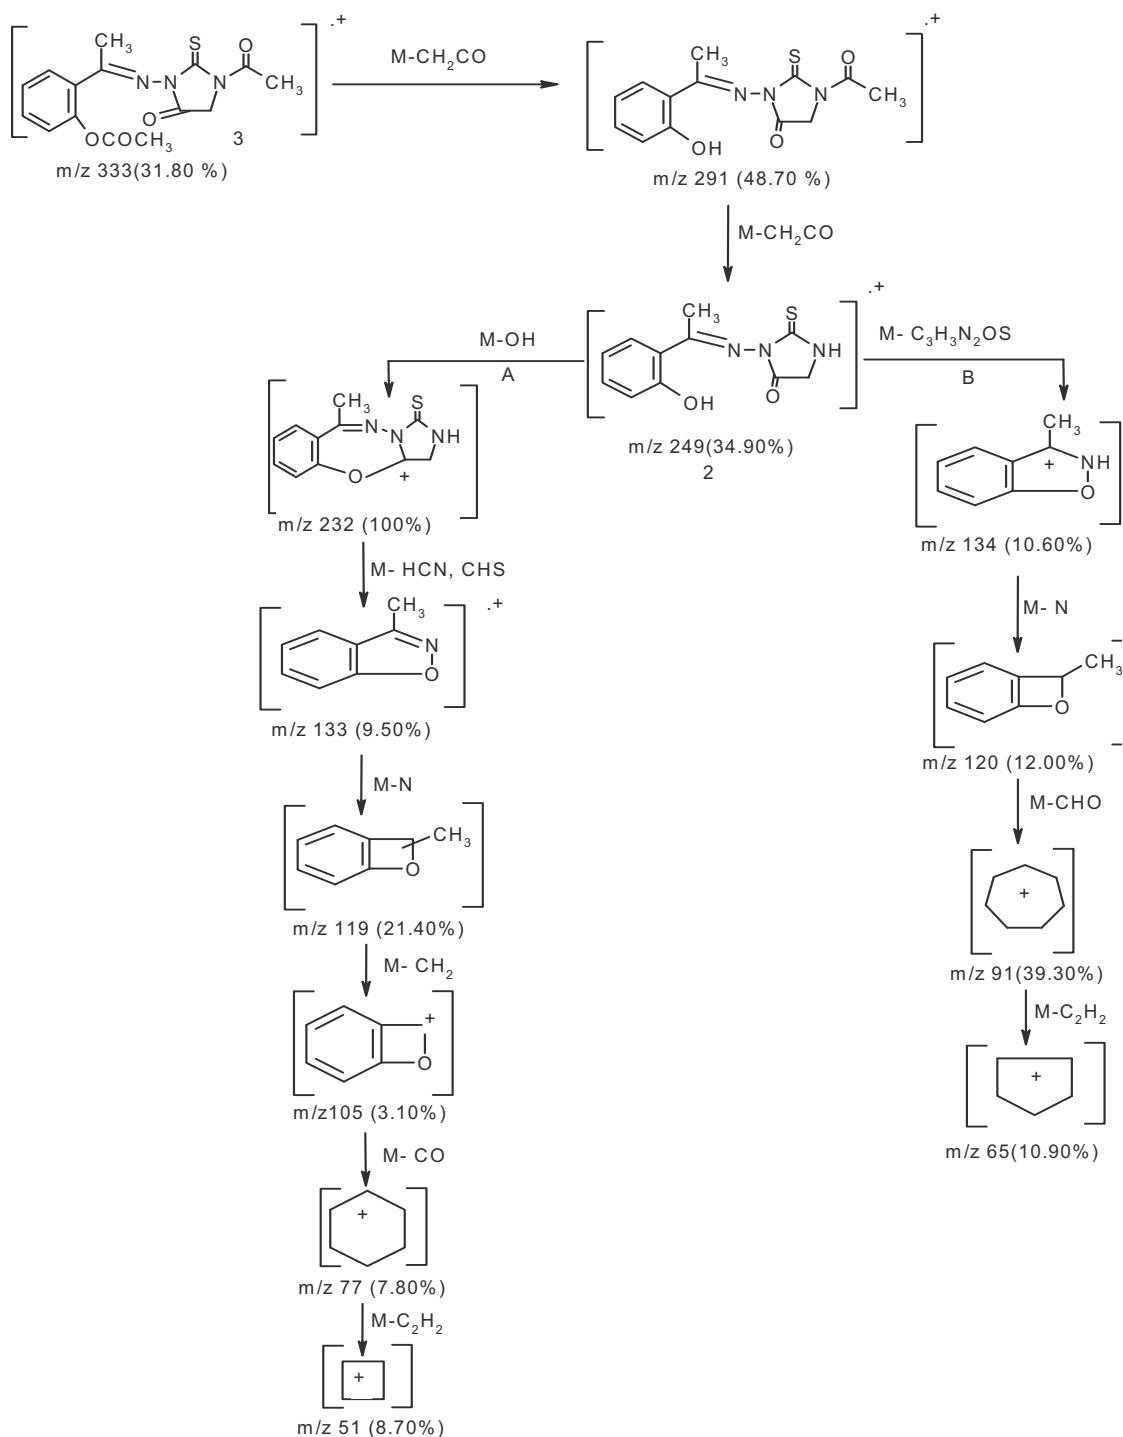 .+
CH3
S
O
N
N
N
CH3
O
OCOCH3
3
m/z 333(31.80 %)
M-CH2CO
.+
CH3
S
O
N
N
N
CH3
O
OH
m/z 291 (48.70 %)
M-CH2CO
.+
CH3
S
N
N
NH
O
OH
m/z 249(34.90%)
2
M-OH
A
M- C3H3N2OS
B
CH3
S
N
N
NH
O
+
m/z 232 (100%)
M- HCN, CHS
.+
CH3
N
O
m/z 133 (9.50%)
M-N
CH3
O
m/z 119 (21.40%)
M- CH2
+
O
m/z105 (3.10%)
M- CO
+
m/z 77 (7.80%)
M-C2H2
+
m/z 51 (8.70%)
CH3
+
NH
O
m/z 134 (10.60%)
M- N
CH3
O
m/z 120 (12.00%)
M-CHO
+
m/z 91(39.30%)
M-C2H2
+
m/z 65(10.90%)